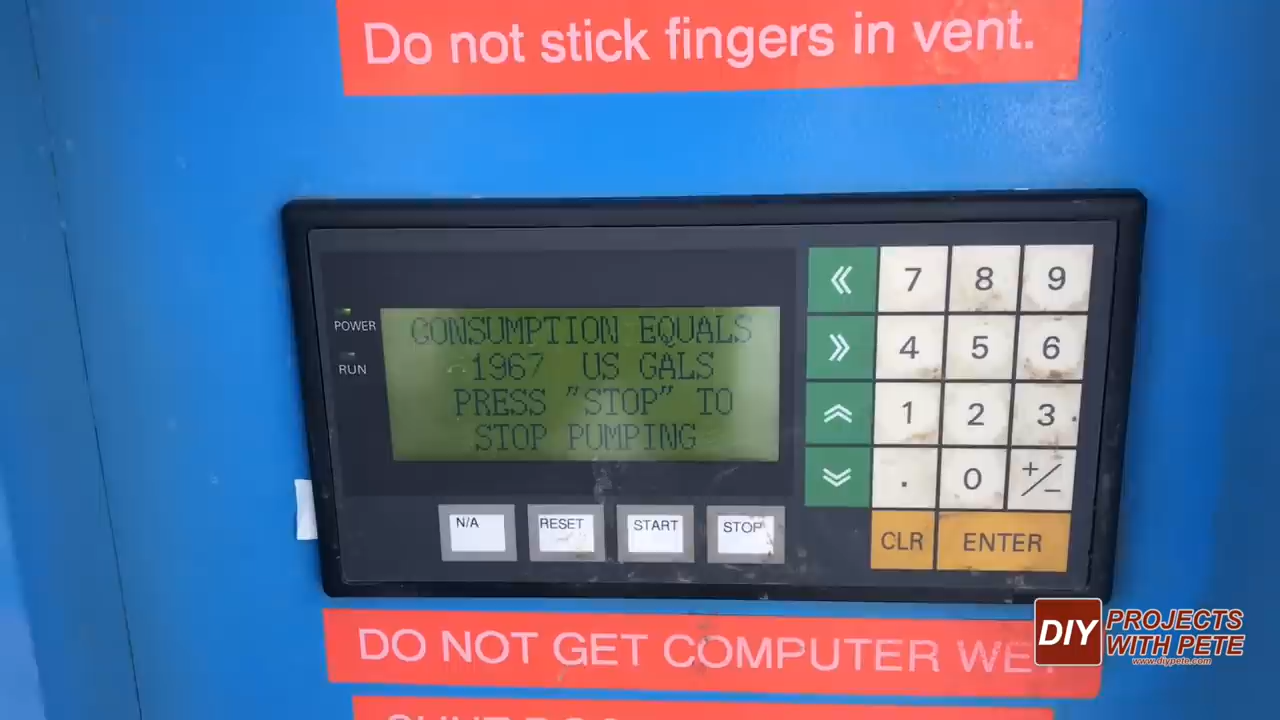 Do not stick fingers in vent.
POWER
RUN
CONSUMPTION EQUALS
1967 US GALS
PRESS "STOP" TO
STOP PUMPING
« 7 8 9
» 4 5 6
1 2 3
. 0 +/−
CLR ENTER
N/A RESET START STOP
DO NOT GET COMPUTER WET
DIY PROJECTS
WITH PETE
www.diypete.com